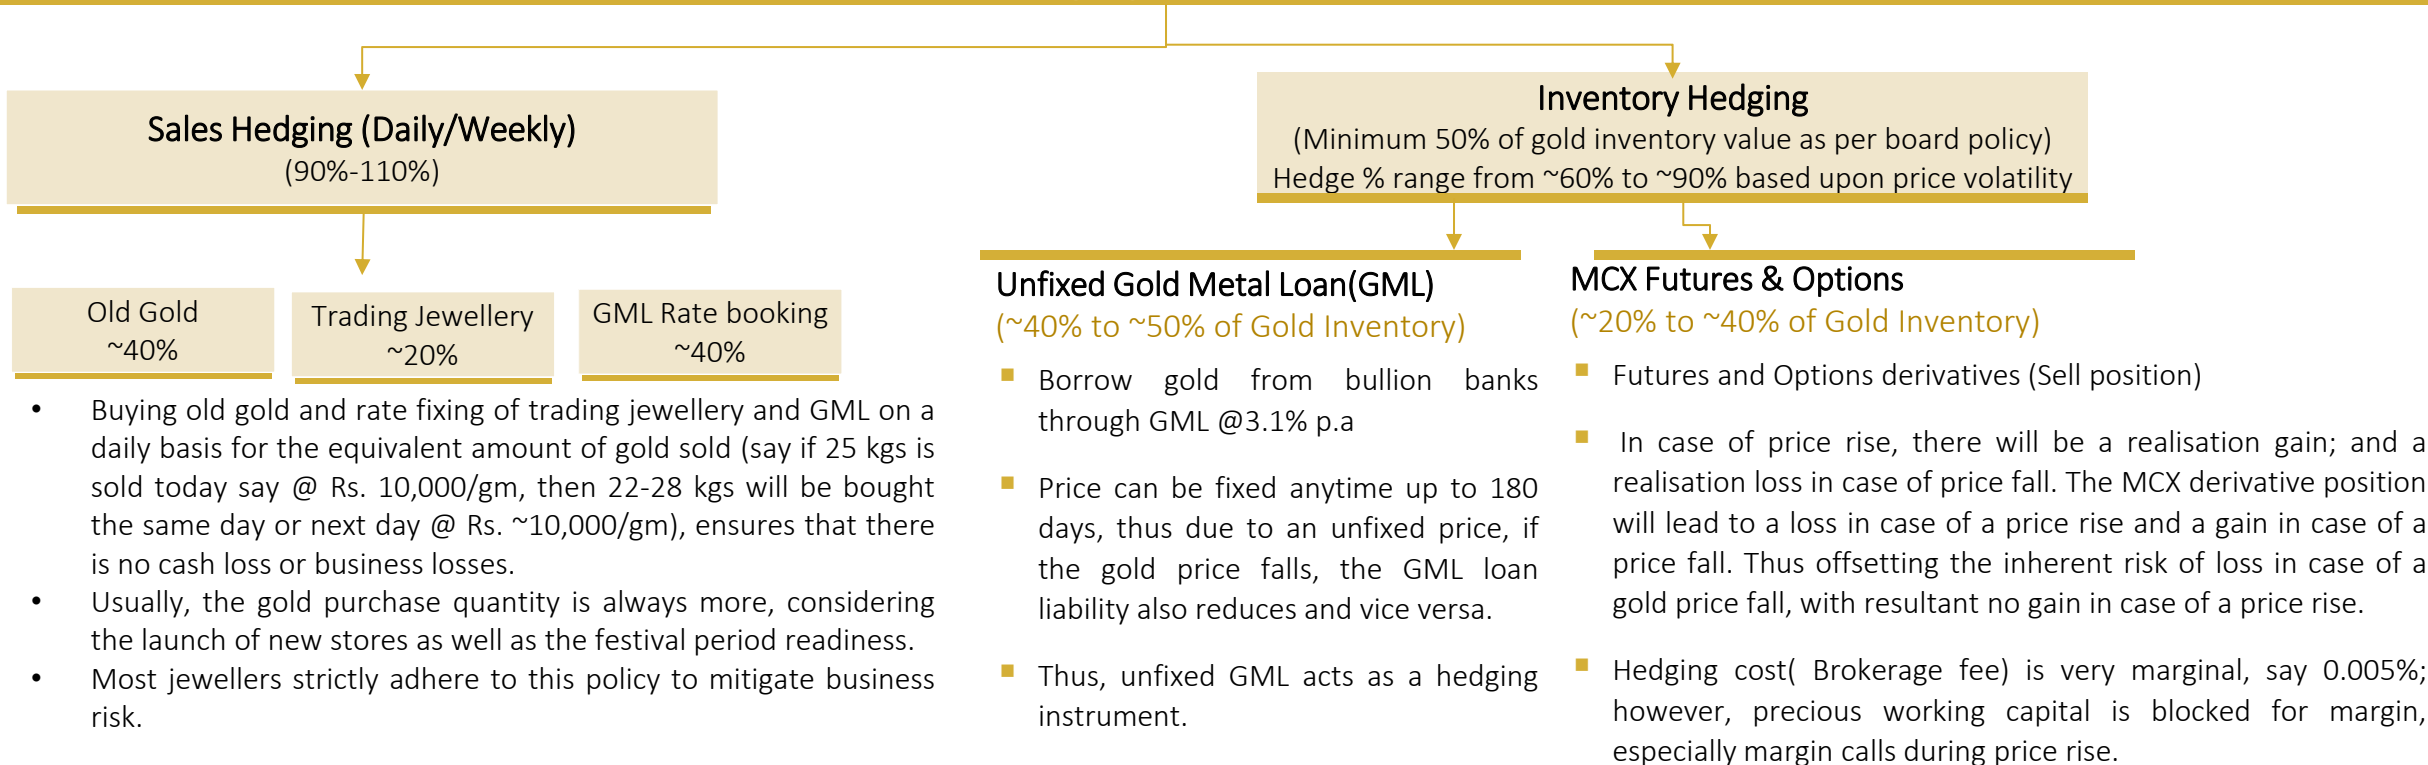 Sales Hedging (Daily/Weekly)
(90%-110%)
Old Gold
~40%
Trading Jewellery
~20%
GML Rate booking
~40%
• Buying old gold and rate fixing of trading jewellery and GML on a
daily basis for the equivalent amount of gold sold (say if 25 kgs is
sold today say @ Rs. 10,000/gm, then 22-28 kgs will be bought
the same day or next day @ Rs. ~10,000/gm), ensures that there
is no cash loss or business losses.
• Usually, the gold purchase quantity is always more, considering
the launch of new stores as well as the festival period readiness.
• Most jewellers strictly adhere to this policy to mitigate business
risk.
Inventory Hedging
(Minimum 50% of gold inventory value as per board policy)
Hedge % range from ~60% to ~90% based upon price volatility
Unfixed Gold Metal Loan(GML)
(~40% to ~50% of Gold Inventory)
▪ Borrow gold from bullion banks
through GML @3.1% p.a
▪ Price can be fixed anytime up to 180
days, thus due to an unfixed price, if
the gold price falls, the GML loan
liability also reduces and vice versa.
▪ Thus, unfixed GML acts as a hedging
instrument.
MCX Futures & Options
(~20% to ~40% of Gold Inventory)
▪ Futures and Options derivatives (Sell position)
▪ In case of price rise, there will be a realisation gain; and a
realisation loss in case of price fall. The MCX derivative position
will lead to a loss in case of a price rise and a gain in case of a
price fall. Thus offsetting the inherent risk of loss in case of a
gold price fall, with resultant no gain in case of a price rise.
▪ Hedging cost( Brokerage fee) is very marginal, say 0.005%;
however, precious working capital is blocked for margin,
especially margin calls during price rise.